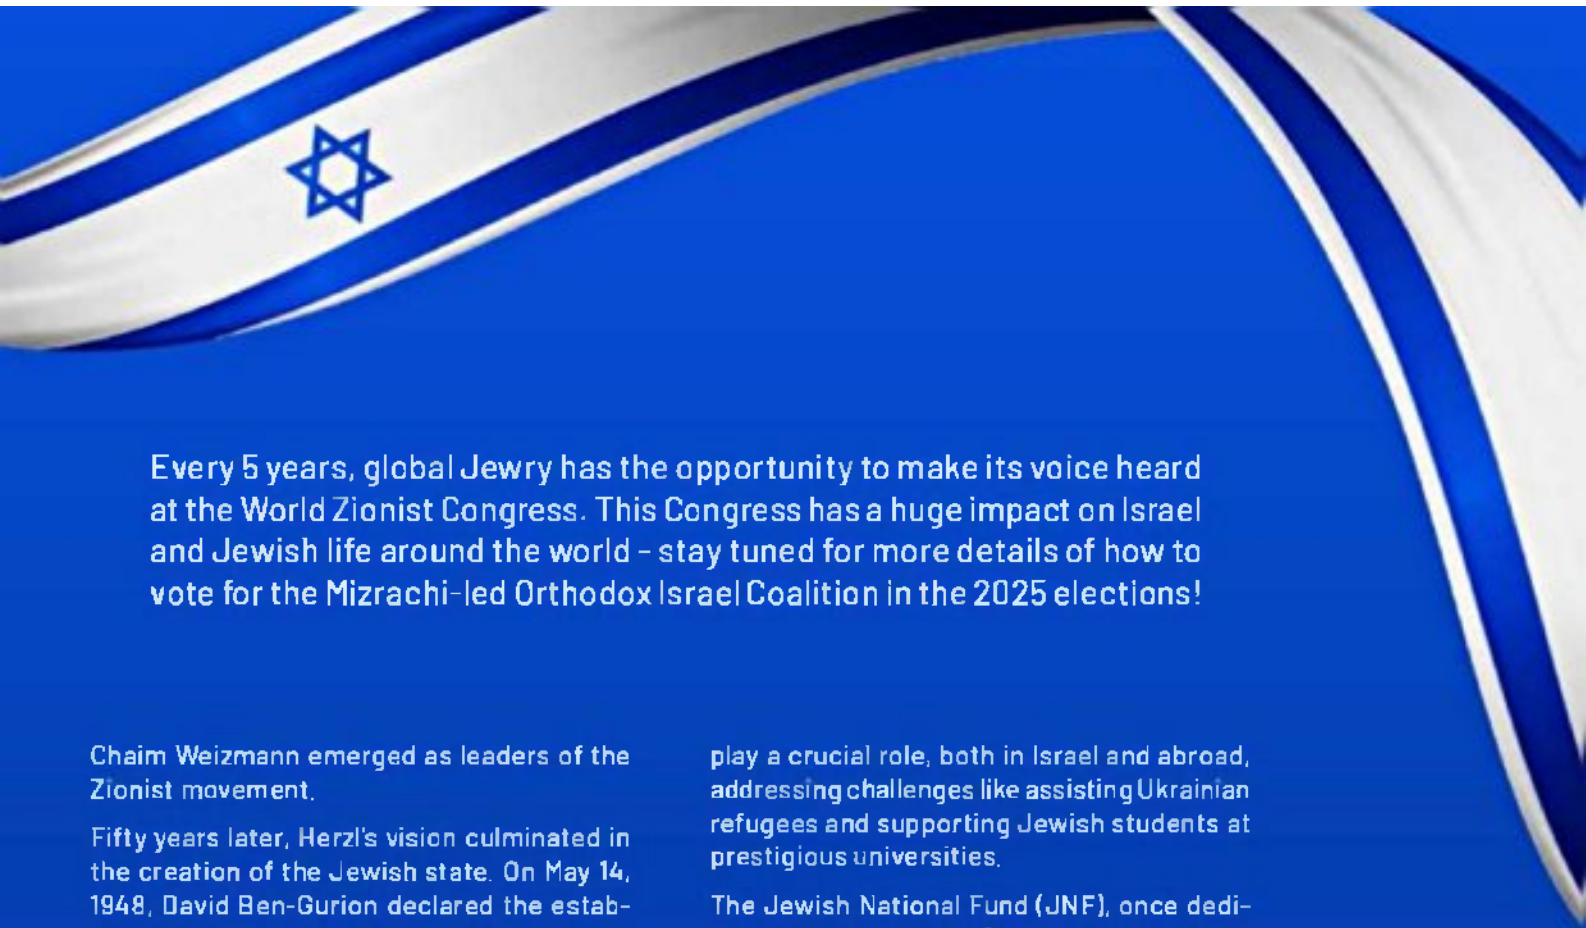 Every 5 years, global Jewry has the opportunity to make its voice heard
at the World Zionist Congress. This Congress has a huge impact on Israel
and Jewish life around the world – stay tuned for more details of how to
vote for the Mizrachi-led Orthodox Israel Coalition in the 2025 elections!
Chaim Weizmann emerged as leaders of the
Zionist movement.
Fifty years later, Herzl's vision culminated in
the creation of the Jewish state. On May 14,
1948, David Ben-Gurion declared the estab-
play a crucial role, both in Israel and abroad,
addressing challenges like assisting Ukrainian
refugees and supporting Jewish students at
prestigious universities.
The Jewish National Fund (JNF), once dedi-